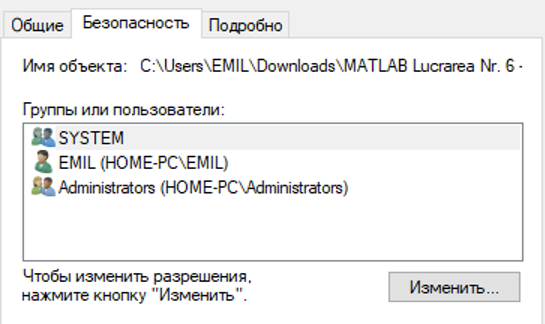 Общие Безопасность Подробно
Имя объекта: C:\Users\EMIL\Downloads\MATLAB Lucrarea Nr. 6 -
Группы или пользователи:
SYSTEM
EMIL (HOME-PC\EMIL)
Administrators (HOME-PC\Administrators)
Чтобы изменить разрешения,
нажмите кнопку "Изменить".
Изменить...